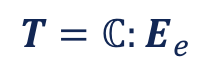 T = ℂ: E_e